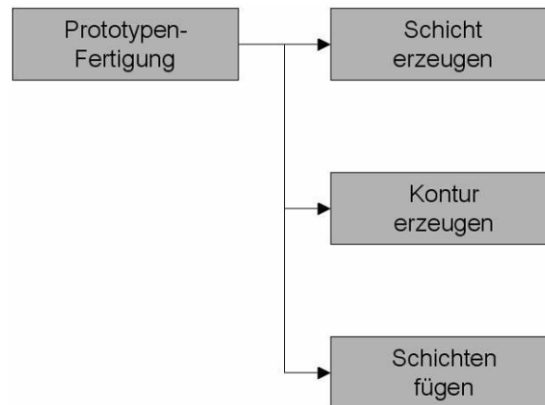 Prototypen-
Fertigung
Schicht
erzeugen
Kontur
erzeugen
Schichten
fügen